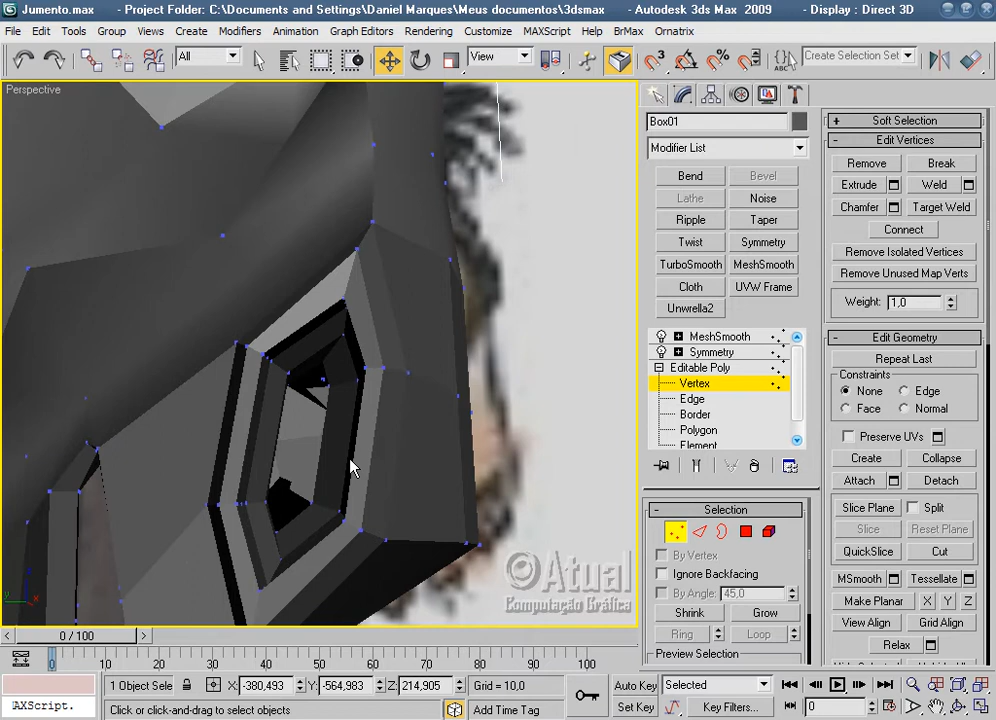 Jumento.max - Project Folder: C:\Documents and Settings\Daniel Marques\Meus documentos\3dsmax - Autodesk 3ds Max 2009 - Display : Direct 3D
File Edit Tools Group Views Create Modifiers Animation Graph Editors Rendering Customize MAXScript Help BrMax Ornatrix
All View Create Selection Set
Perspective
Box01
Modifier List
Bend Bevel
Lathe Noise
Ripple Taper
Twist Symmetry
TurboSmooth MeshSmooth
Cloth UVW Frame
Unwrella2
MeshSmooth
Symmetry
Editable Poly
Vertex
Edge
Border
Polygon
Element
- Selection
By Vertex
Ignore Backfacing
By Angle: 45,0
Shrink Grow
Ring Loop
Preview Selection
+ Soft Selection
- Edit Vertices
Remove Break
Extrude Weld
Chamfer Target Weld
Connect
Remove Isolated Vertices
Remove Unused Map Verts
Weight: 1,0
- Edit Geometry
Repeat Last
Constraints
None Edge
Face Normal
Preserve UVs
Create Collapse
Attach Detach
Slice Plane Split
Slice Reset Plane
QuickSlice Cut
MSmooth Tessellate
Make Planar X Y Z
View Align Grid Align
Relax
©Atual
Computação Gráfica
< 0 / 100 >
0 10 20 30 40 50 60 70 80 90 100
1 Object Sele X: -380,493 Y: -564,983 Z: 214,905 Grid = 10,0 Auto Key Selected
AXScript. Click or click-and-drag to select objects Add Time Tag Set Key Key Filters... 0